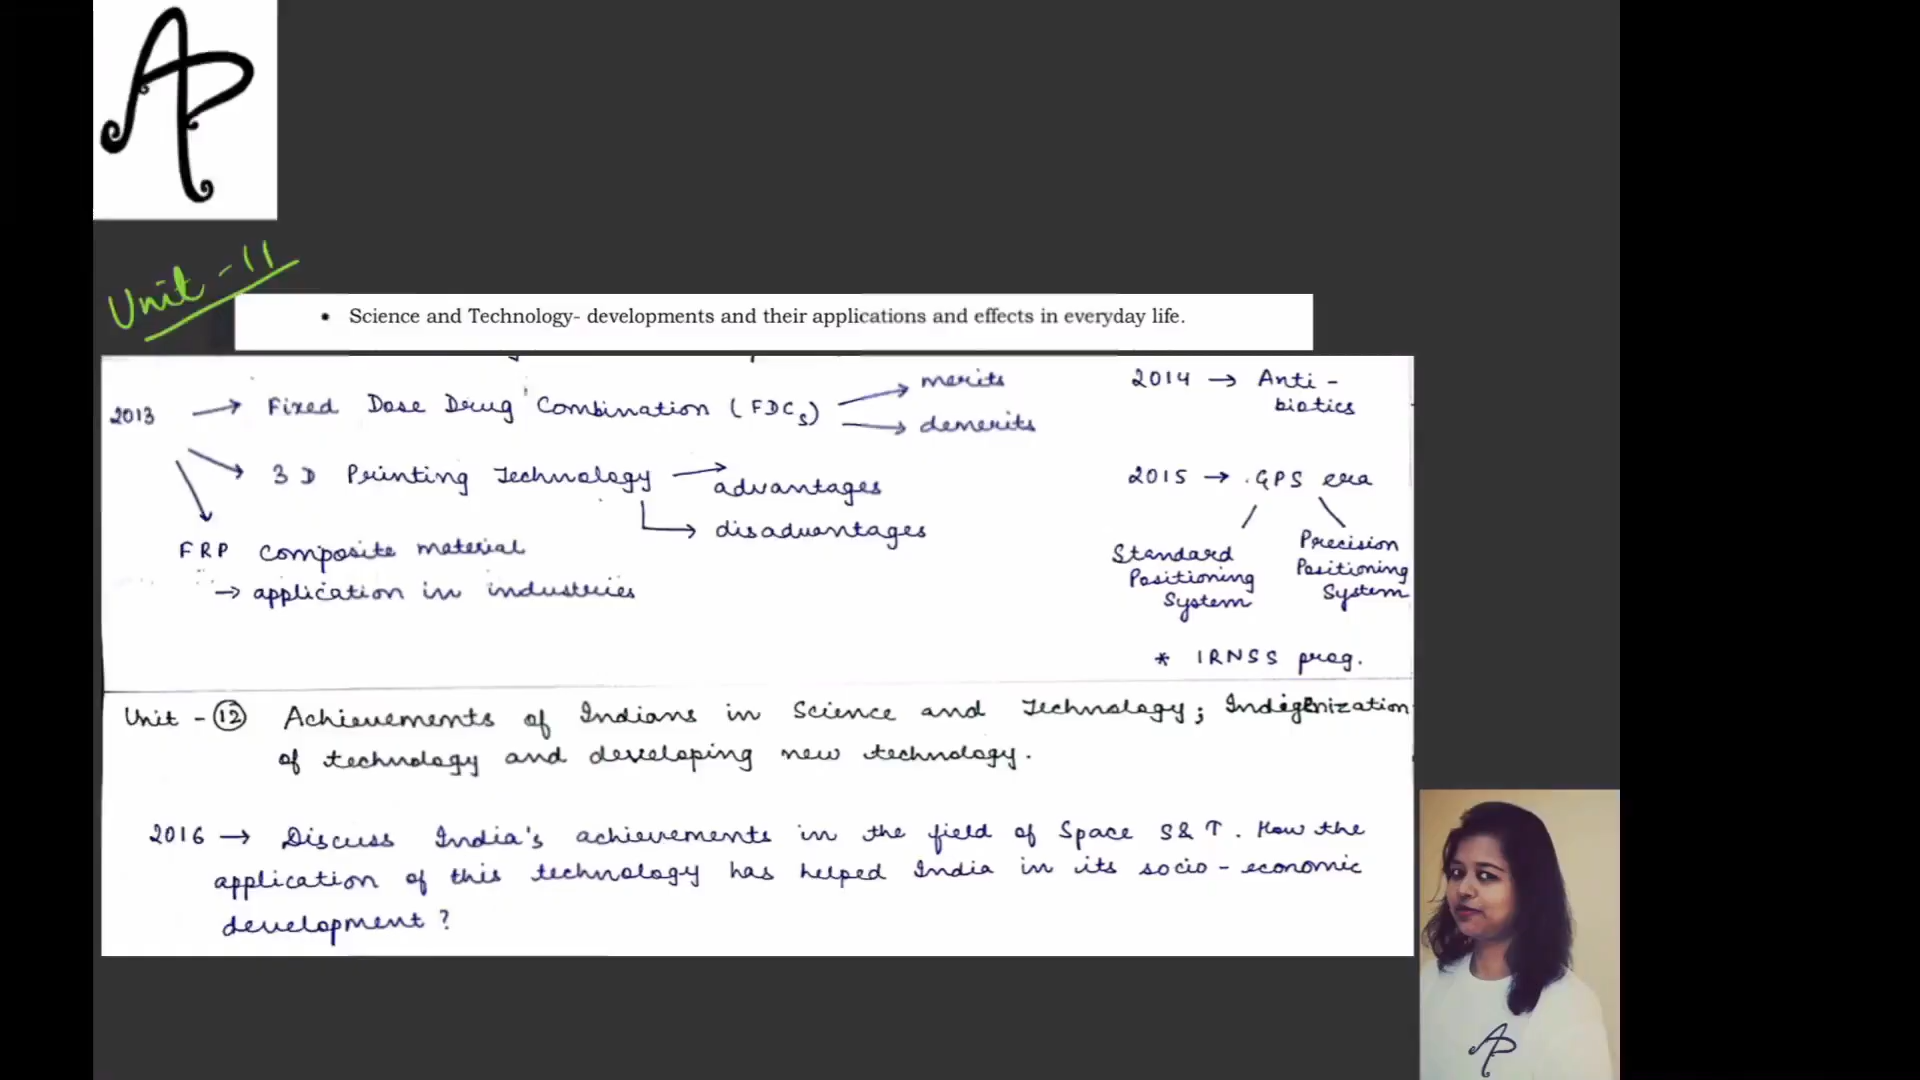 AP
Unit - 11
• Science and Technology- developments and their applications and effects in everyday life.
2013 → Fixed Dose Drug Combination (FDCs) → merits
→ demerits
→ 3D Printing Technology → advantages
→ disadvantages
FRP composite material
→ application in industries
2014 → Anti-
biotics
2015 → GPS era
Standard
Positioning
System
Precision
Positioning
System
* IRNSS prog.
Unit - 12 Achievements of Indians in Science and Technology; Indigenization
of technology and developing new technology.
2016 → Discuss India's achievements in the field of Space S&T. How the
application of this technology has helped India in its socio-economic
development?
AP